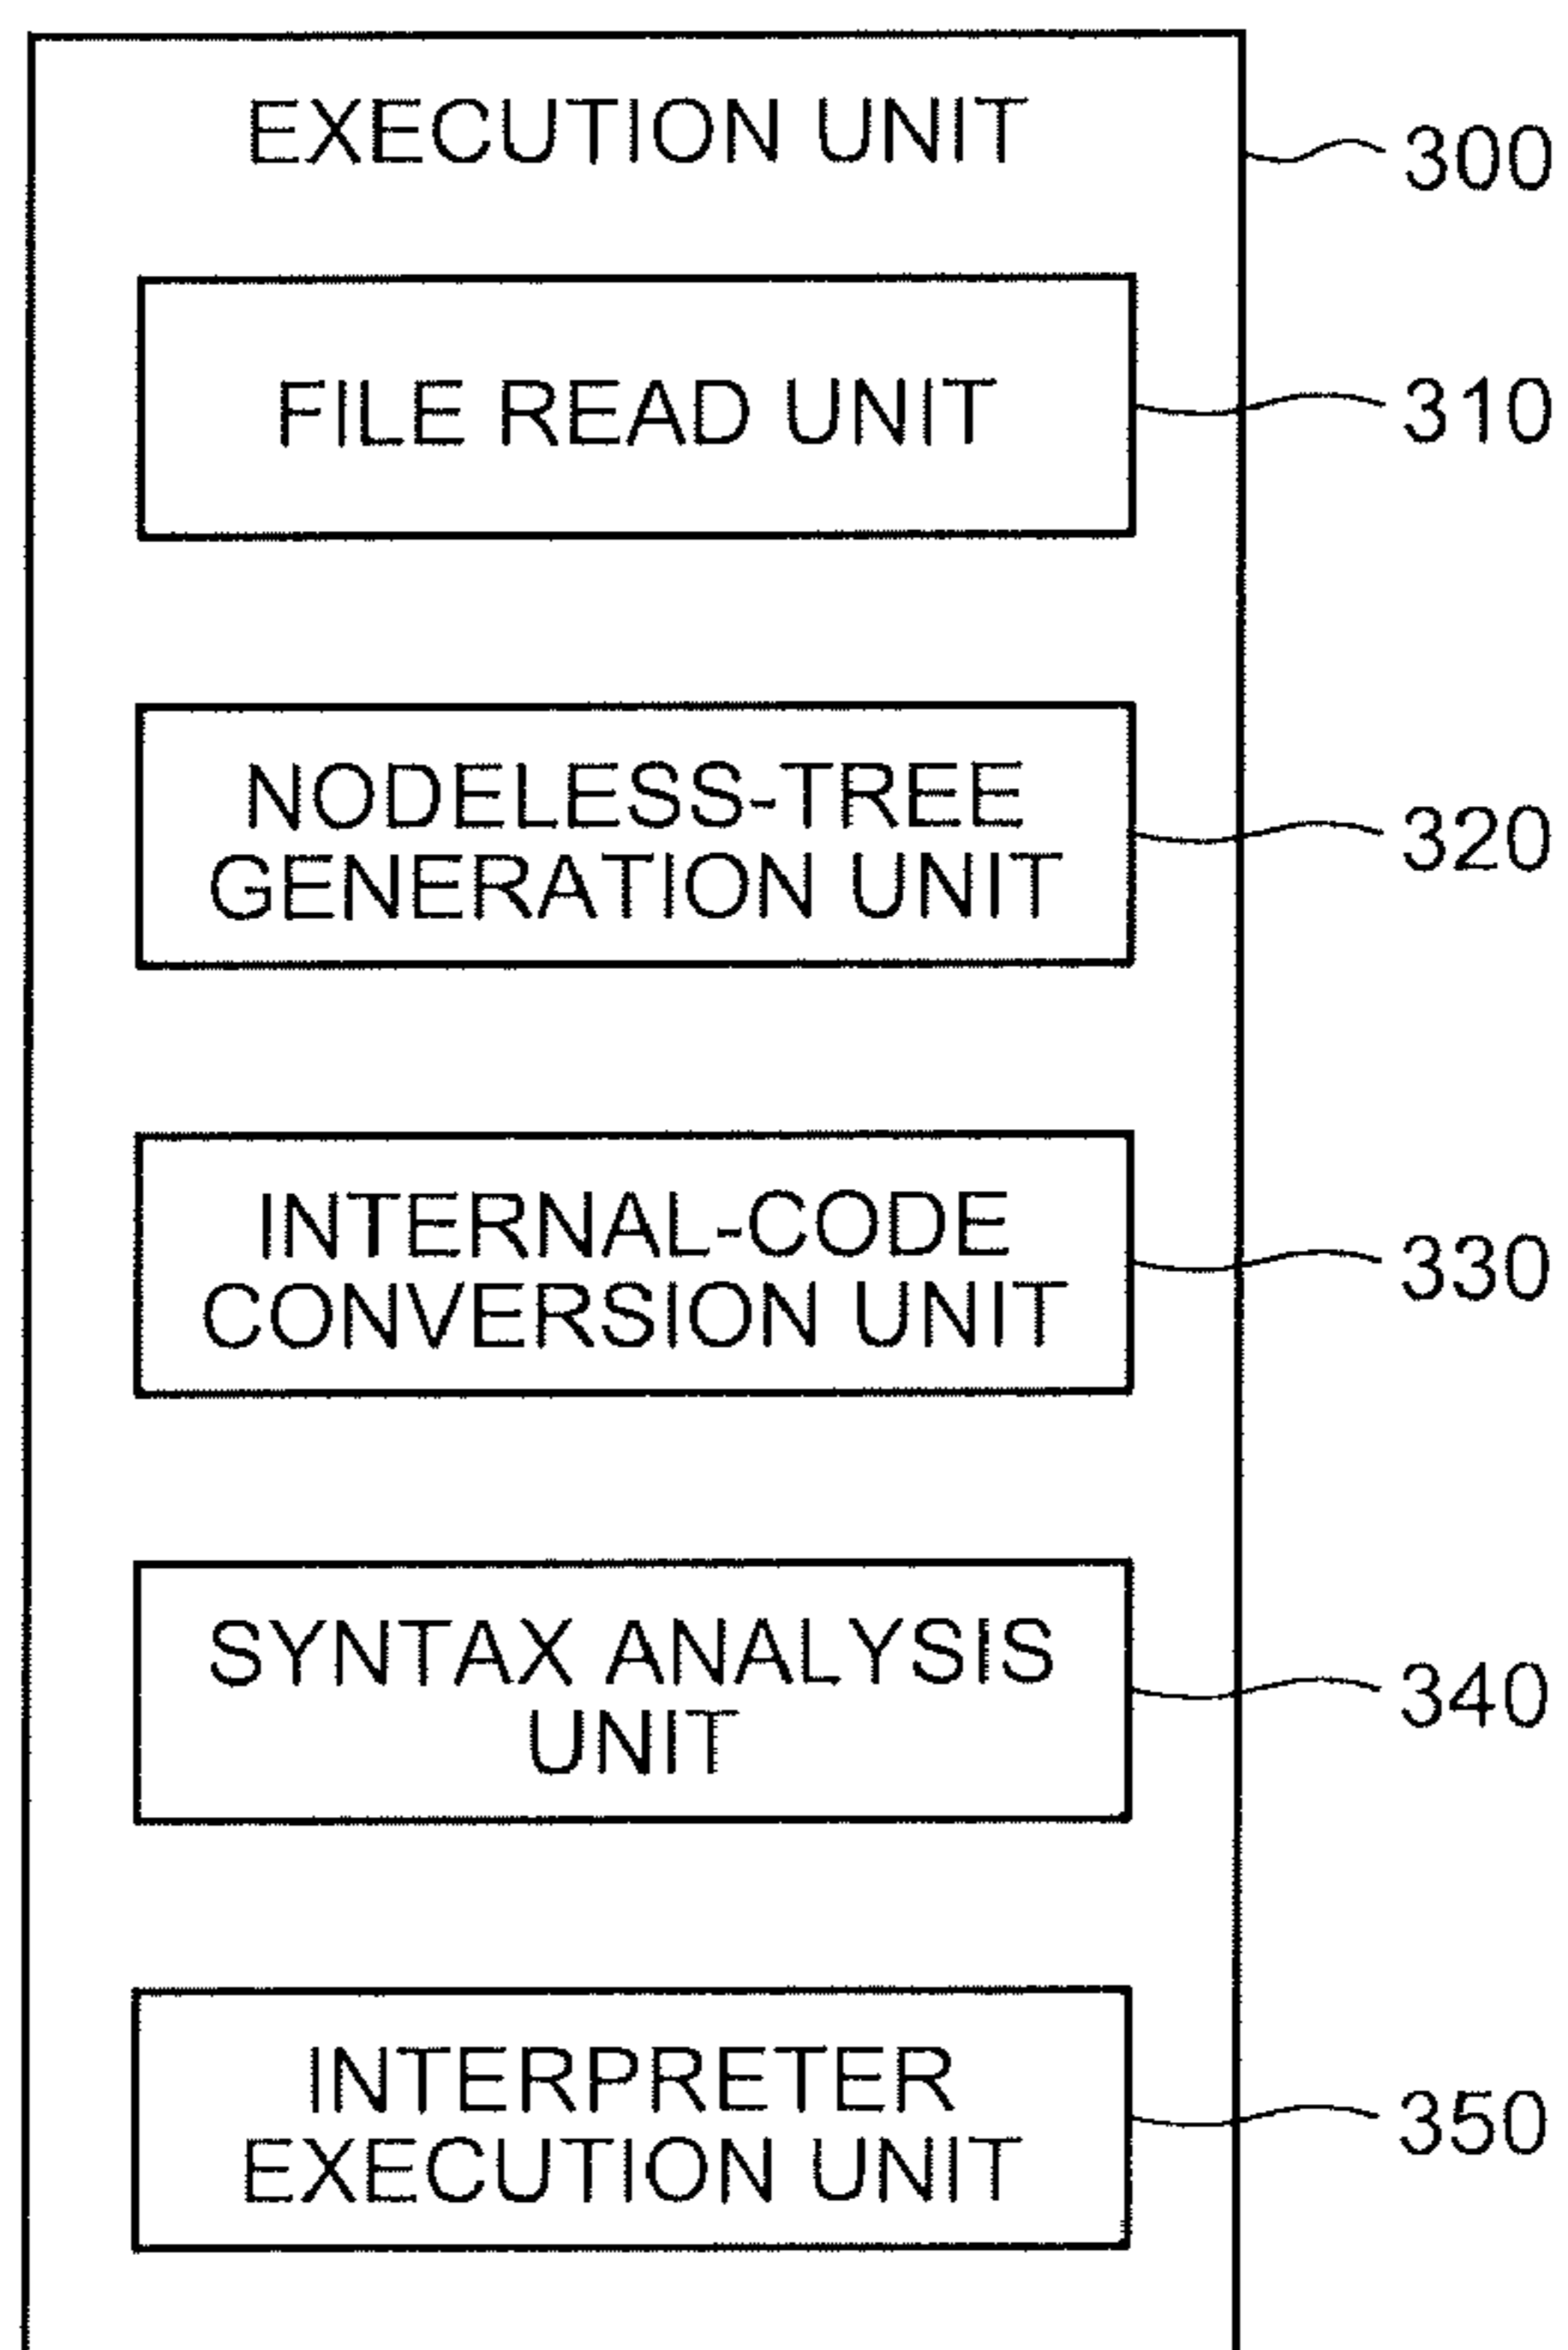 EXECUTION UNIT
300
FILE READ UNIT
310
NODELESS-TREE
GENERATION UNIT
320
INTERNAL-CODE
CONVERSION UNIT
330
SYNTAX ANALYSIS
UNIT
340
INTERPRETER
EXECUTION UNIT
350